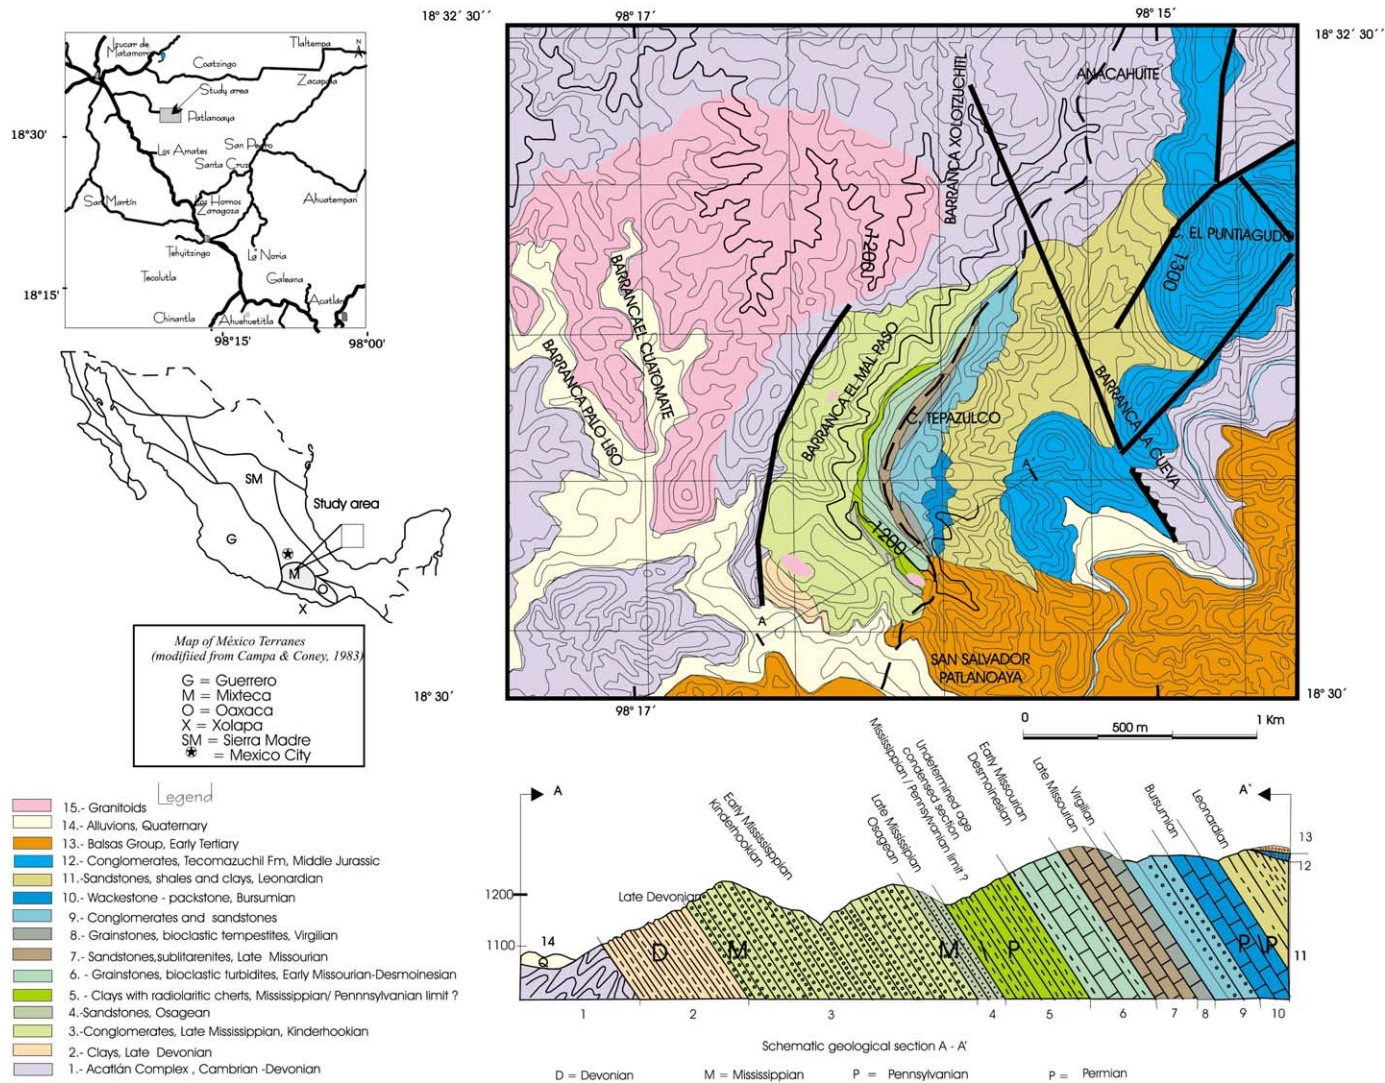 Izucar de
Matamoros
Tlaltempa
N
Coatzingo
Zacapala
Study area
Patlanoaya
18°30'
Los Amates
San Pedro
Santa Cruz
San Martín
Los Hornos
Zaragoza
Ahuatempan
Tehyitzingo
La Noria
Tecolutla
Galeana
18°15'
Acatlán
Chinantla
Ahuehuetitla
98°15'
98°00'
SM
Study area
G
M
O
X
Map of México Terranes
(modifiied from Campa & Coney, 1983)
G = Guerrero
M = Mixteca
O = Oaxaca
X = Xolapa
SM = Sierra Madre
= Mexico City
18° 32´ 30´´
98° 17´
98° 15´
18° 32´ 30´´
BARRANCA XOLOTZUCHITL
ANACAHUITE
1200
C. EL PUNTIAGUDO
1300
BARRANCA EL CUATOMATE
BARRANCA PALO LISO
BARRANCA EL MAL PASO
C. TEPAZULCO
BARRANCA LA CUEVA
A´
1200
A
SAN SALVADOR
PATLANOAYA
18° 30´
98° 17´
18° 30´
0
500 m
1 Km
Legend
15.- Granitoids
14.- Alluvions, Quaternary
13.- Balsas Group, Early Tertiary
12.- Conglomerates, Tecomazuchil Fm, Middle Jurassic
11.-Sandstones, shales and clays, Leonardian
10.- Wackestone - packstone, Bursumian
9.- Conglomerates and sandstones
8.- Grainstones, bioclastic tempestites, Virgilian
7.- Sandstones,sublitarenites, Late Missourian
6. - Grainstones, bioclastic turbidites, Early Missourian-Desmoinesian
5. - Clays with radiolaritic cherts, Mississippian/ Pennnsylvanian limit ?
4.-Sandstones, Osagean
3.-Conglomerates, Late Mississippian, Kinderhookian
2.- Clays, Late Devonian
1.- Acatlán Complex , Cambrian -Devonian
A
A`
Late Devonian
Early Mississippian
Kinderhookian
Late Missisipian
Osagean
Mississippian / Pennsylvanian limit ?
Undetermined age
condensed section
Early Missourian
Desmoinesian
Late Missourian
Virgilian
Bursumian
Leonardian
13
12
1200
1100
14
Q
D
M
M
P
P
P
11
1
2
3
4
5
6
7
8
9
10
Schematic geological section A - A'
D = Devonian
M = Mississippian
P = Pennsylvanian
P = Permian